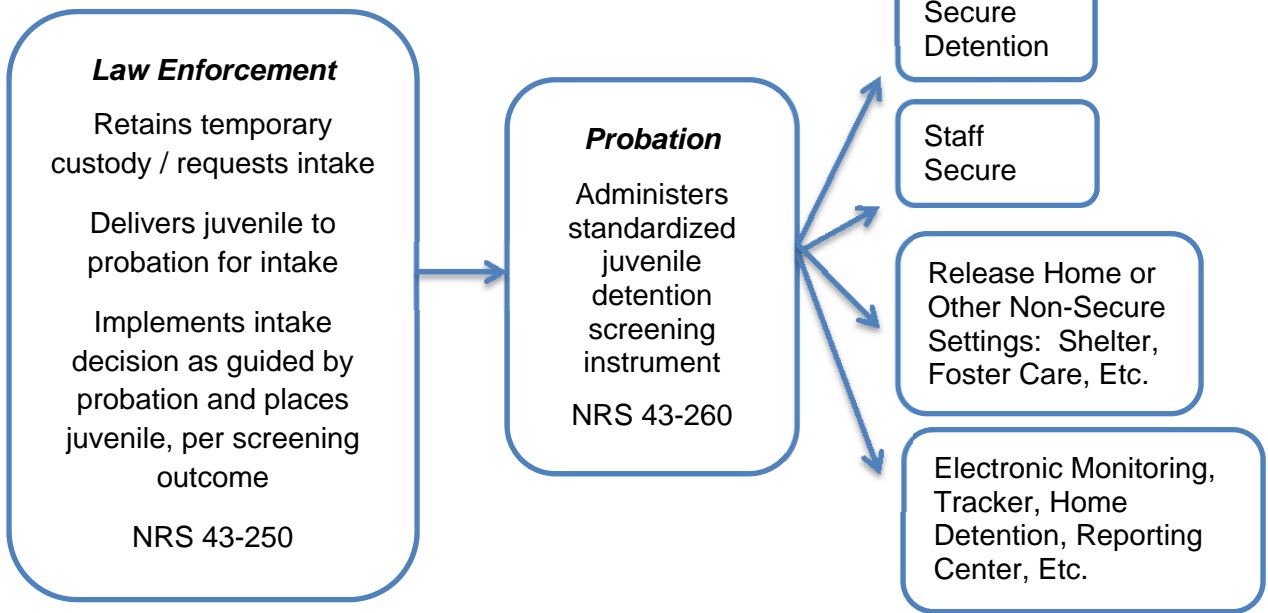 Law Enforcement
Retains temporary
custody / requests intake
Delivers juvenile to
probation for intake
Implements intake
decision as guided by
probation and places
juvenile, per screening
outcome
NRS 43-250
Probation
Administers
standardized
juvenile
detention
screening
instrument
NRS 43-260
Secure
Detention
Staff
Secure
Release Home or
Other Non-Secure
Settings:  Shelter,
Foster Care, Etc.
Electronic Monitoring,
Tracker, Home
Detention, Reporting
Center, Etc.